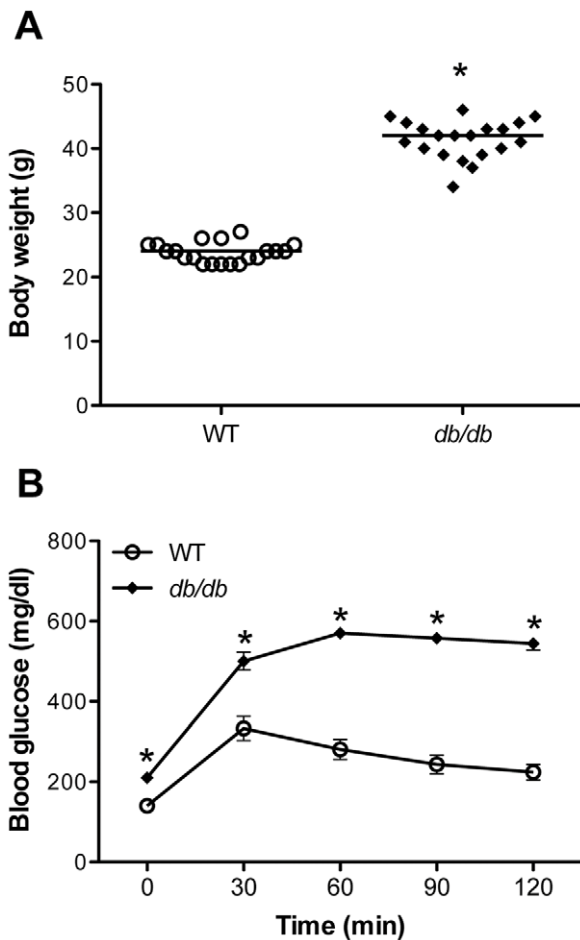 A
*
50
40
30
20
10
0
Body weight (g)
WT
db/db
B
WT
db/db
800
600
400
200
0
Blood glucose (mg/dl)
* * * * *
0 30 60 90 120
Time (min)